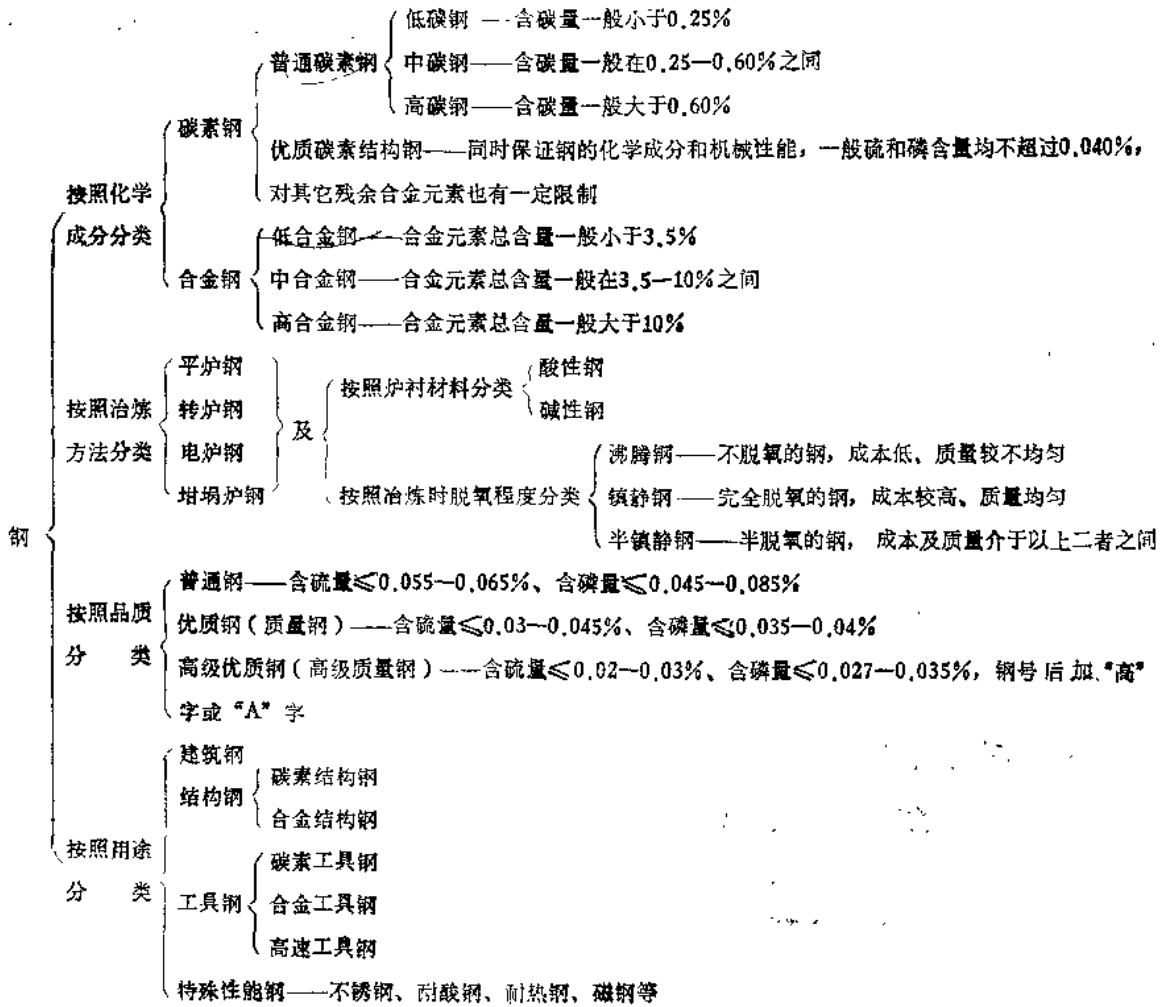 低碳钢——含碳量一般小于0.25%
普通碳素钢
中碳钢——含碳量一般在0.25—0.60%之间
高碳钢——含碳量一般大于0.60%
碳素钢
优质碳素结构钢——同时保证钢的化学成分和机械性能，一般硫和磷含量均不超过0.040%，
对其它残余合金元素也有一定限制
按照化学
成分分类
低合金钢——合金元素总含量一般小于3.5%
合金钢
中合金钢——合金元素总含量一般在3.5—10%之间
高合金钢——合金元素总含量一般大于10%
平炉钢
按照冶炼
方法分类
转炉钢
电炉钢
坩埚炉钢
及
按照炉衬材料分类
酸性钢
碱性钢
按照冶炼时脱氧程度分类
沸腾钢——不脱氧的钢，成本低、质量较不均匀
镇静钢——完全脱氧的钢，成本较高、质量均匀
半镇静钢——半脱氧的钢， 成本及质量介于以上二者之间
钢
按照品质
分 类
普通钢——含硫量≤0.055—0.065%、含磷量≤0.045—0.085%
优质钢（质量钢）——含硫量≤0.03—0.045%、含磷量≤0.035—0.04%
高级优质钢（高级质量钢）——含硫量≤0.02—0.03%、含磷量≤0.027—0.035%，钢号后加“高”
字或“A”字
按照用途
分 类
建筑钢
结构钢
碳素结构钢
合金结构钢
工具钢
碳素工具钢
合金工具钢
高速工具钢
特殊性能钢——不锈钢、耐酸钢、耐热钢、磁钢等